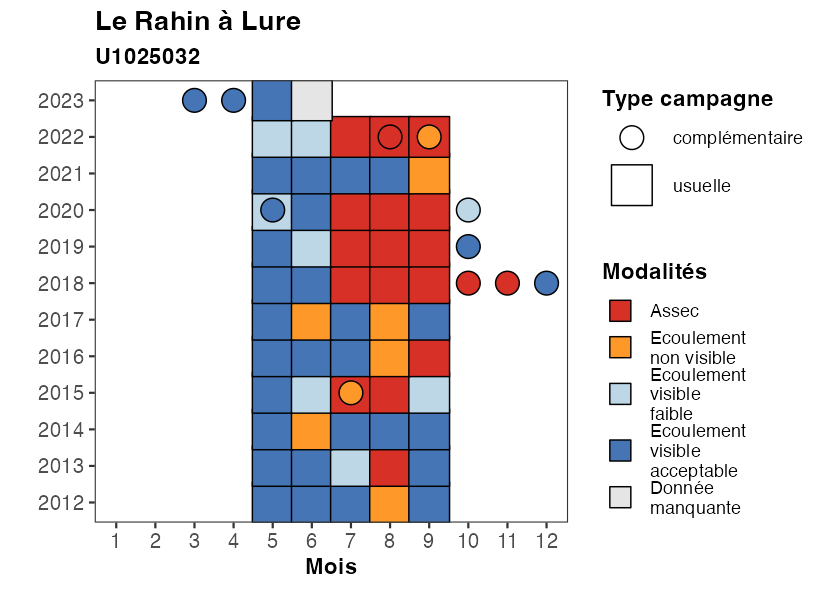 Le Rahin à Lure
U1025032
2023
2022
2021
2020
2019
2018
2017
2016
2015
2014
2013
2012
1 2 3 4 5 6 7 8 9 10 11 12
Mois
Type campagne
complémentaire
usuelle
Modalités
Assec
Ecoulement
non visible
Ecoulement
visible
faible
Ecoulement
visible
acceptable
Donnée
manquante